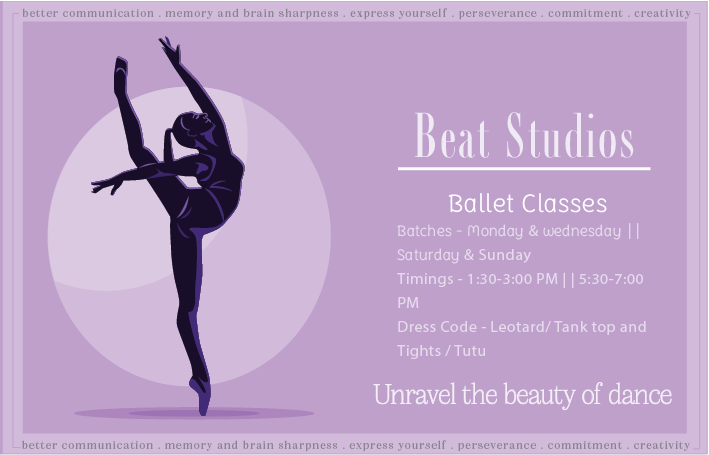 better communication . memory and brain sharpness . express yourself . perseverance . commitment . creativity
Beat Studios
Ballet Classes
Batches - Monday & wednesday ||
Saturday & Sunday
Timings - 1:30-3:00 PM || 5:30-7:00
PM
Dress Code - Leotard/ Tank top and
Tights / Tutu
Unravel the beauty of dance
better communication . memory and brain sharpness . express yourself . perseverance . commitment . creativity